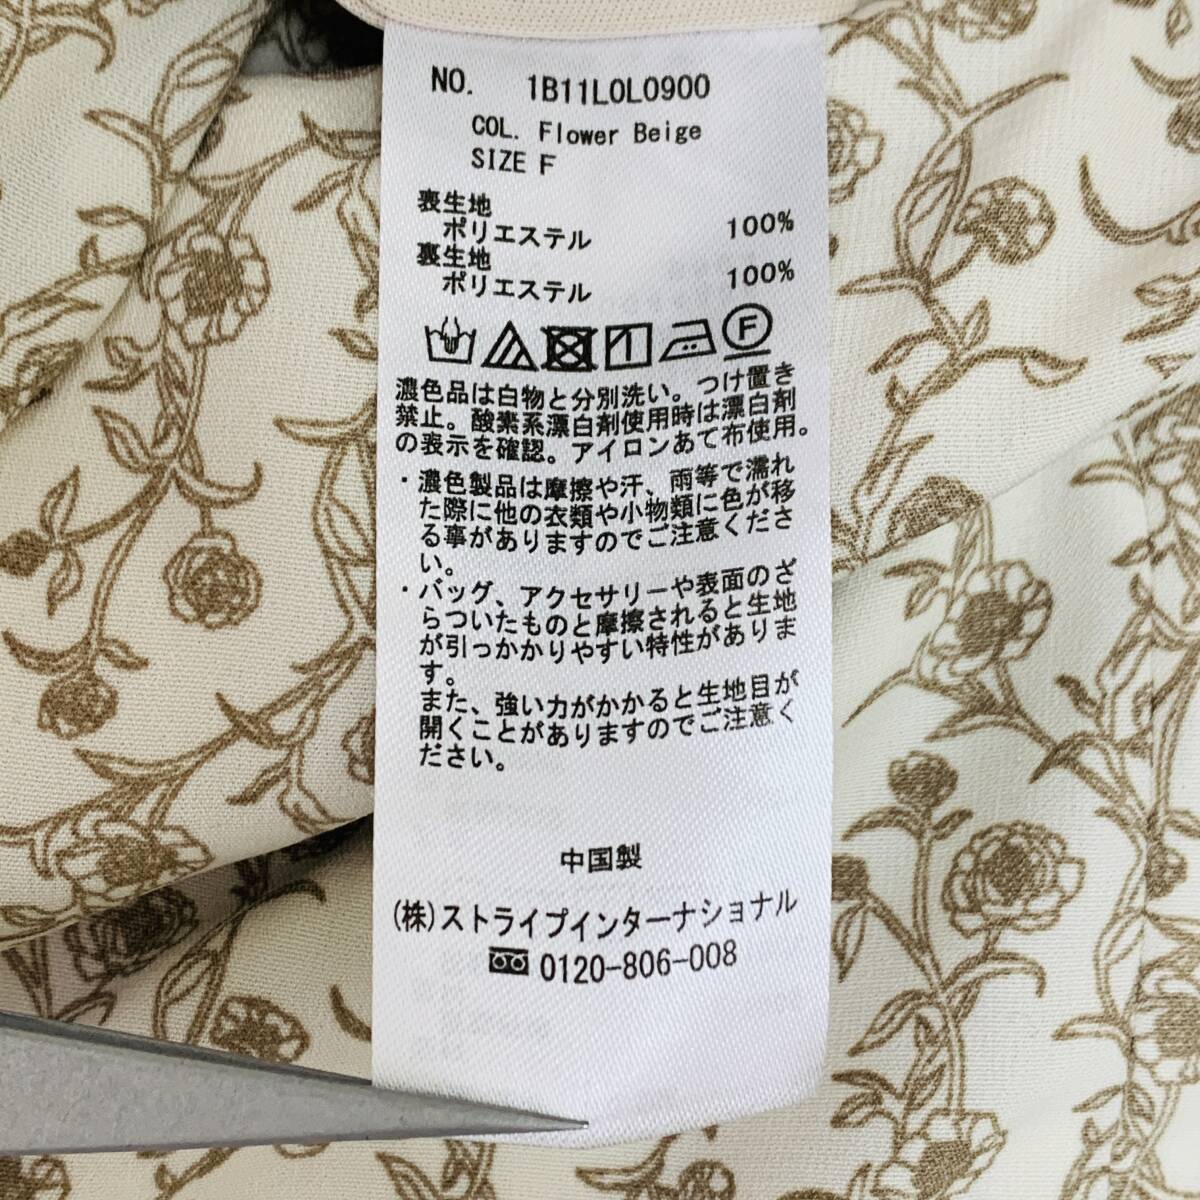 NO. 1B11L0L0900
COL. Flower Beige
SIZE F
表生地
ポリエステル 100%
裏生地
ポリエステル 100%
F
濃色品は白物と分別洗い。つけ置き
禁止。酸素系漂白剤使用時は漂白剤
の表示を確認。アイロンあて布使用。
・濃色製品は摩擦や汗、雨等で濡れ
た際に他の衣類や小物類に色が移
る事がありますのでご注意くださ
い。
・バッグ、アクセサリーや表面のざ
らついたものと摩擦されると生地
が引っかかりやすい特性がありま
す。
また、強い力がかかると生地目が
開くことがありますのでご注意く
ださい。
中国製
(株)ストライプインターナショナル
0120-806-008